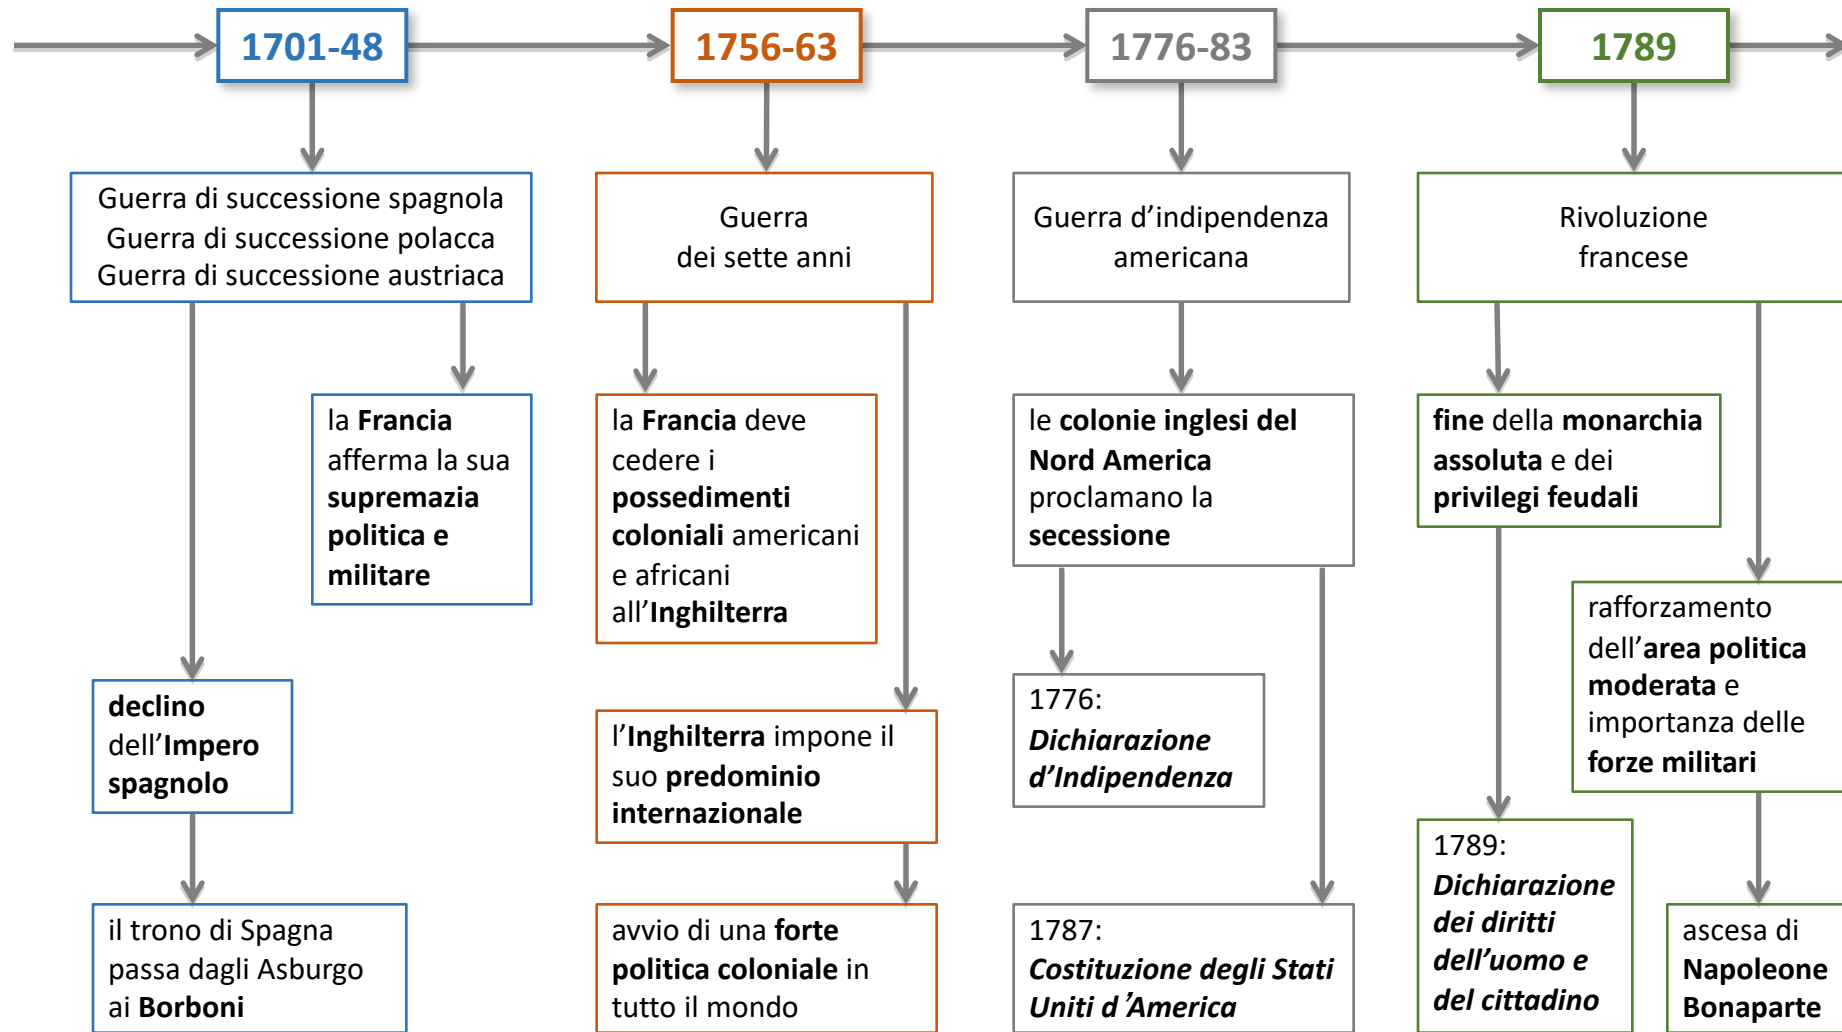 1701-48
1756-63
1776-83
1789
Guerra di successione spagnola
Guerra di successione polacca
Guerra di successione austriaca
Guerra
dei sette anni
Guerra d’indipendenza
americana
Rivoluzione
francese
la Francia
afferma la sua
supremazia
politica e
militare
declino
dell’Impero
spagnolo
il trono di Spagna
passa dagli Asburgo
ai Borboni
la Francia deve
cedere i
possedimenti
coloniali americani
e africani
all’Inghilterra
l’Inghilterra impone il
suo predominio
internazionale
avvio di una forte
politica coloniale in
tutto il mondo
le colonie inglesi del
Nord America
proclamano la
secessione
1776:
Dichiarazione
d’Indipendenza
1787:
Costituzione degli Stati
Uniti d’America
fine della monarchia
assoluta e dei
privilegi feudali
1789:
Dichiarazione
dei diritti
dell’uomo e
del cittadino
rafforzamento
dell’area politica
moderata e
importanza delle
forze militari
ascesa di
Napoleone
Bonaparte